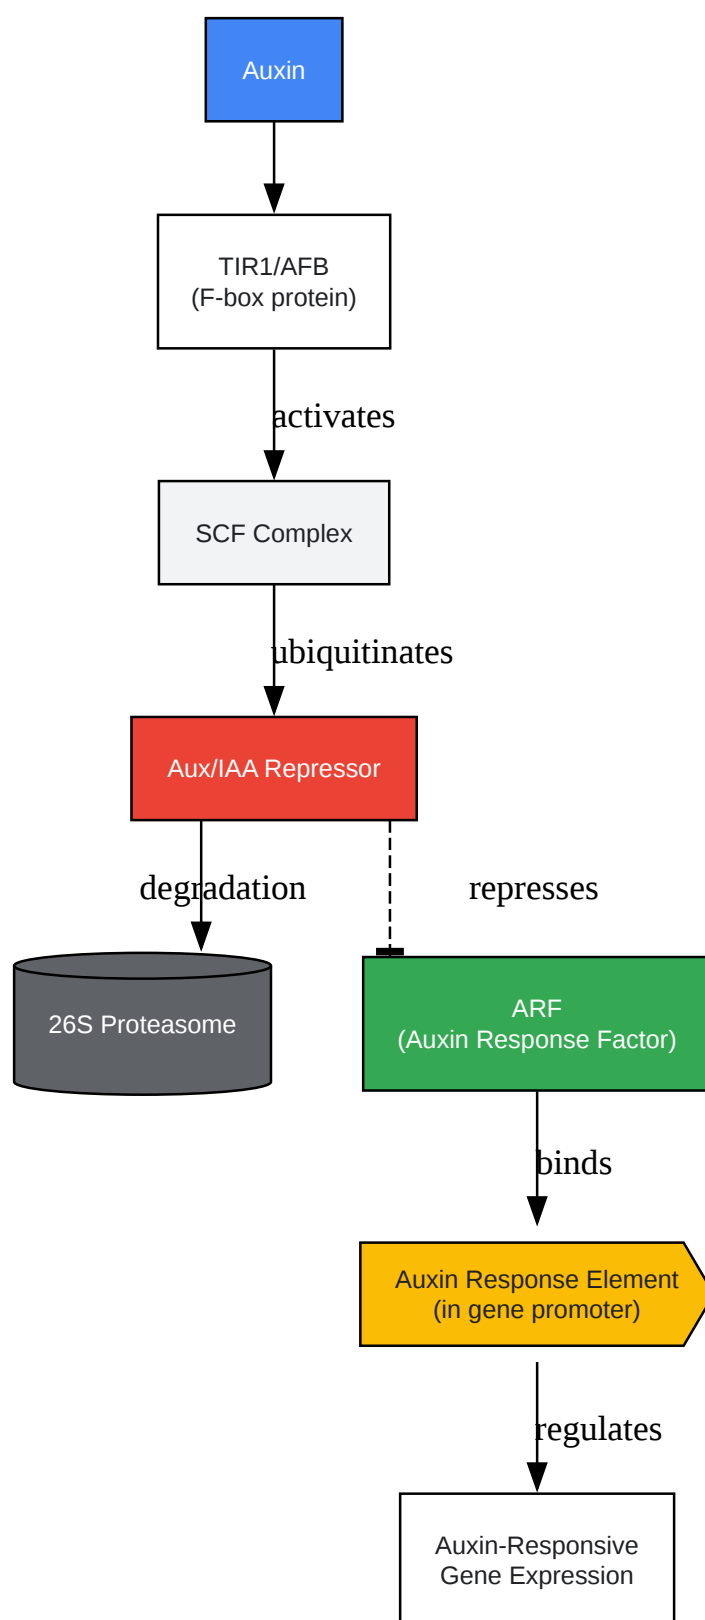 Auxin
TIR1/AFB
(F-box protein)
activates
SCF Complex
ubiquitinates
Aux/IAA Repressor
degradation
represses
26S Proteasome
ARF
(Auxin Response Factor)
binds
Auxin Response Element
(in gene promoter)
regulates
Auxin-Responsive
Gene Expression